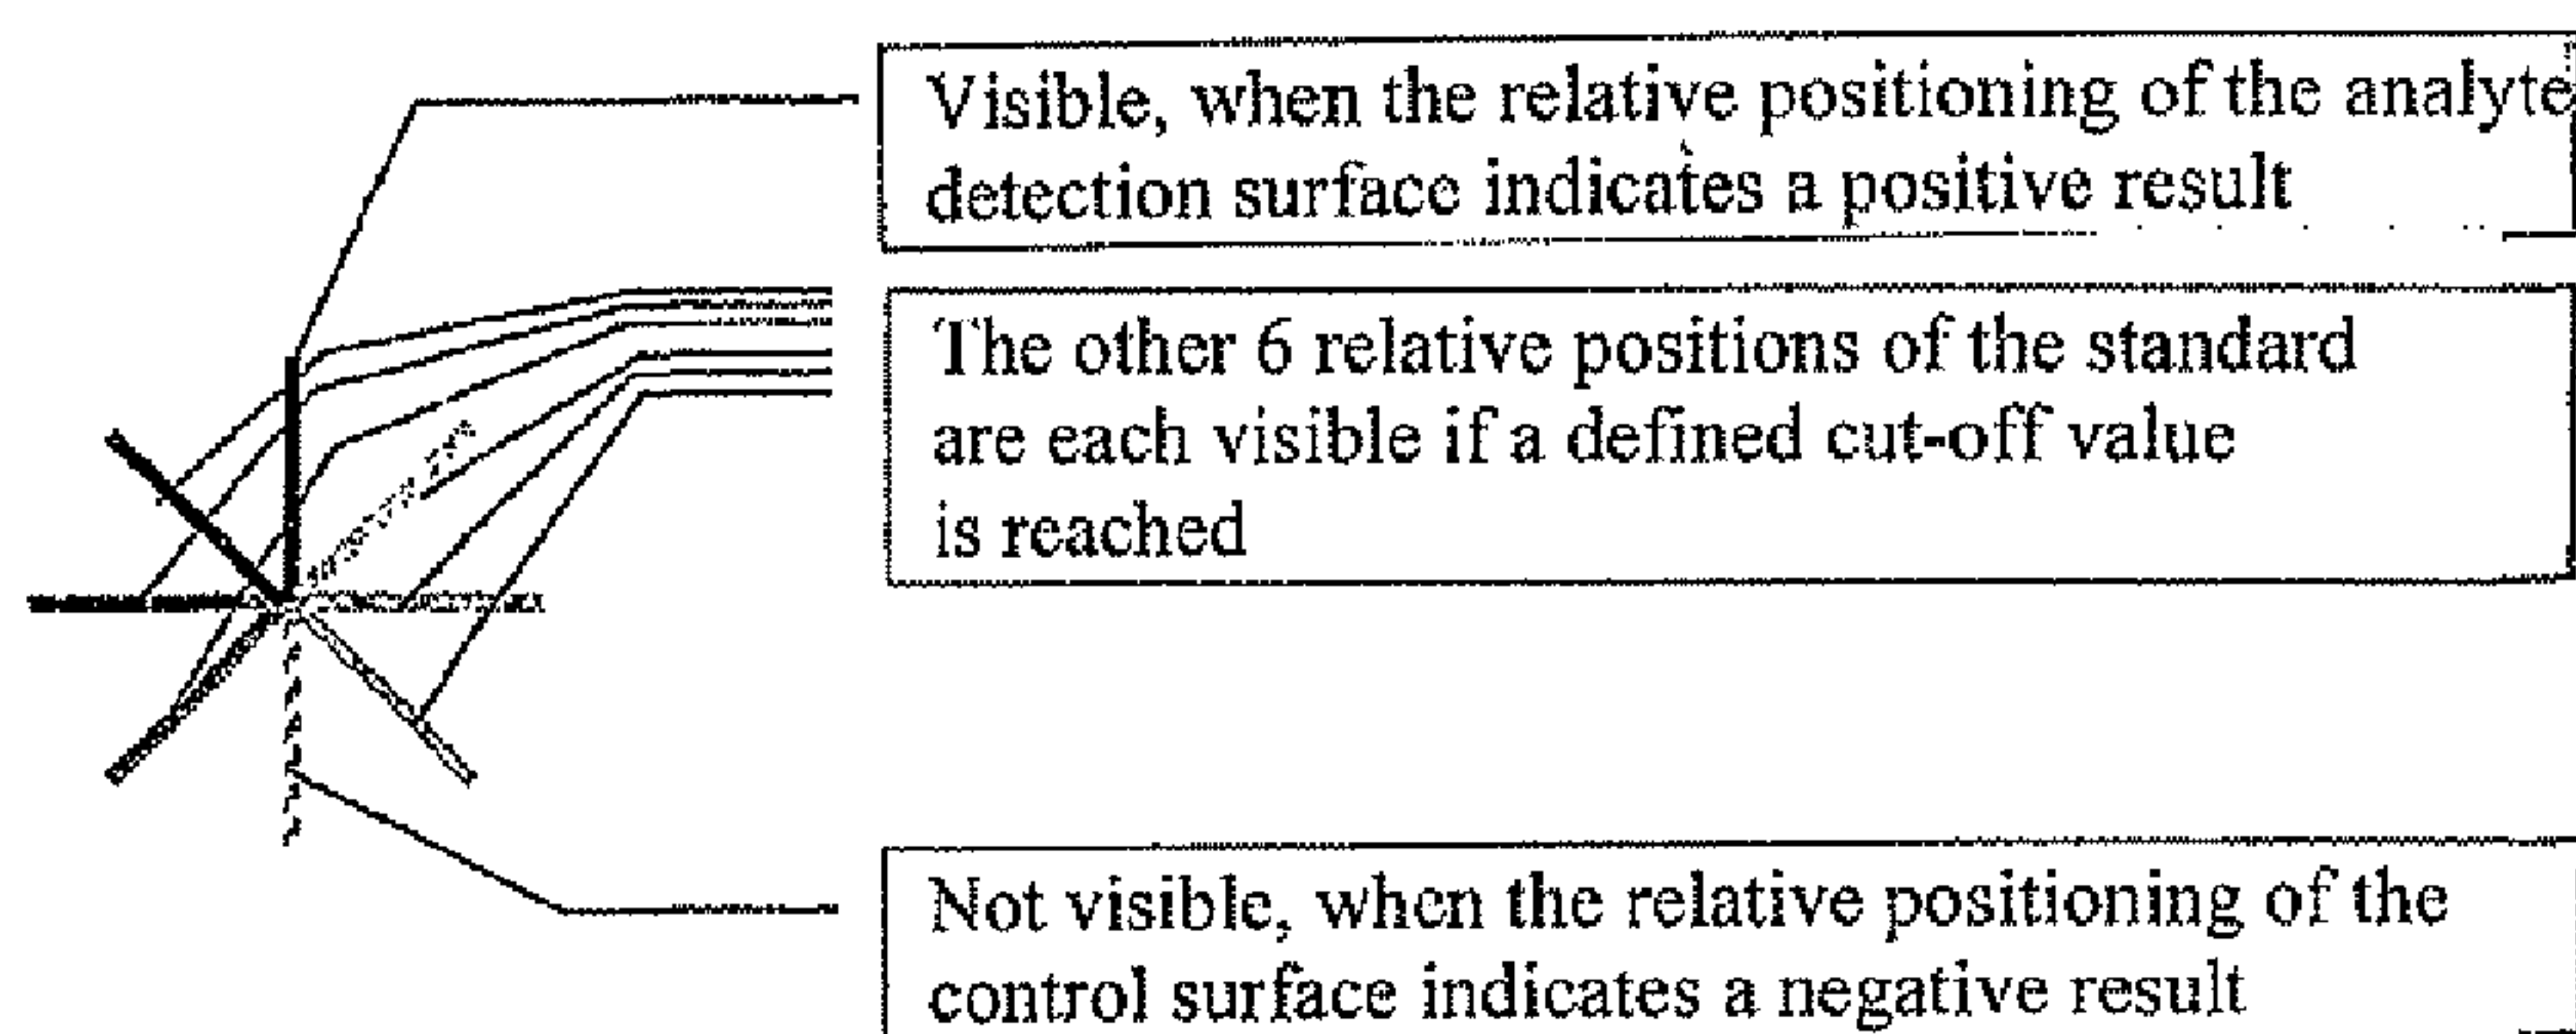 Visible, when the relative positioning of the analyte
detection surface indicates a positive result
The other 6 relative positions of the standard
are each visible if a defined cut-off value
is reached
Not visible, when the relative positioning of the
control surface indicates a negative result